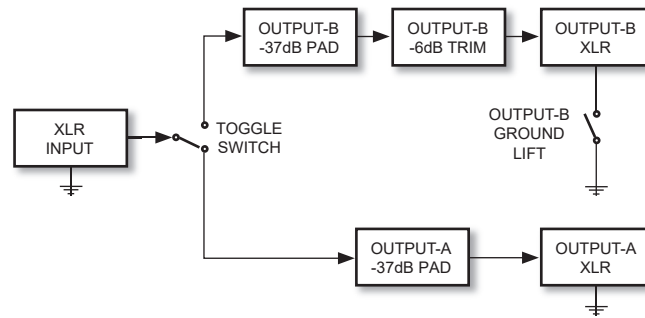 OUTPUT-B
-37dB PAD
OUTPUT-B
-6dB TRIM
OUTPUT-B
XLR
XLR
INPUT
TOGGLE
SWITCH
OUTPUT-B
GROUND
LIFT
OUTPUT-A
-37dB PAD
OUTPUT-A
XLR